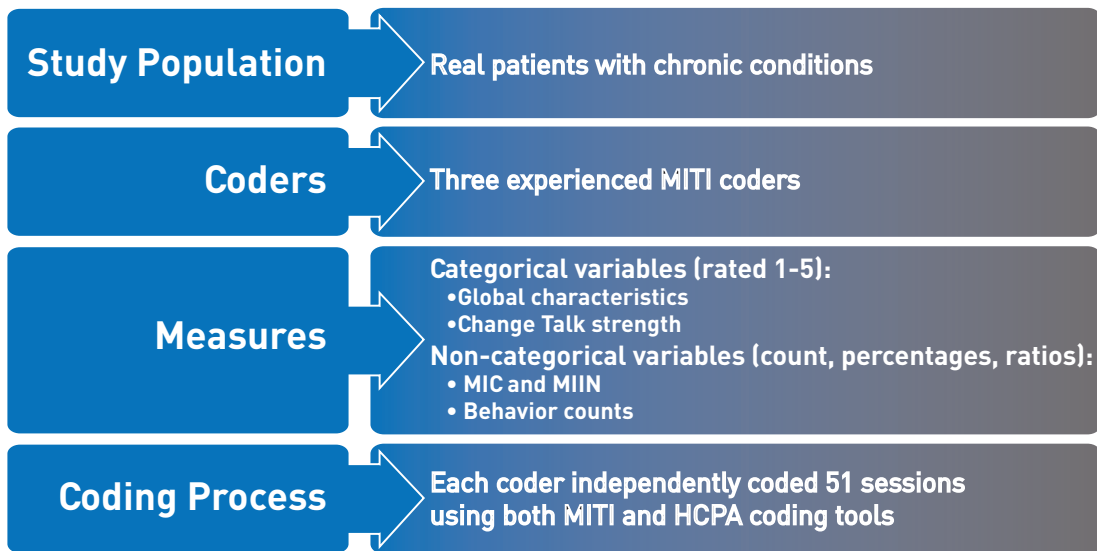 Study Population
Real patients with chronic conditions
Coders
Three experienced MITI coders
Measures
Categorical variables (rated 1-5):
•Global characteristics
•Change Talk strength
Non-categorical variables (count, percentages, ratios):
• MIC and MIIN
• Behavior counts
Coding Process
Each coder independently coded 51 sessions
using both MITI and HCPA coding tools